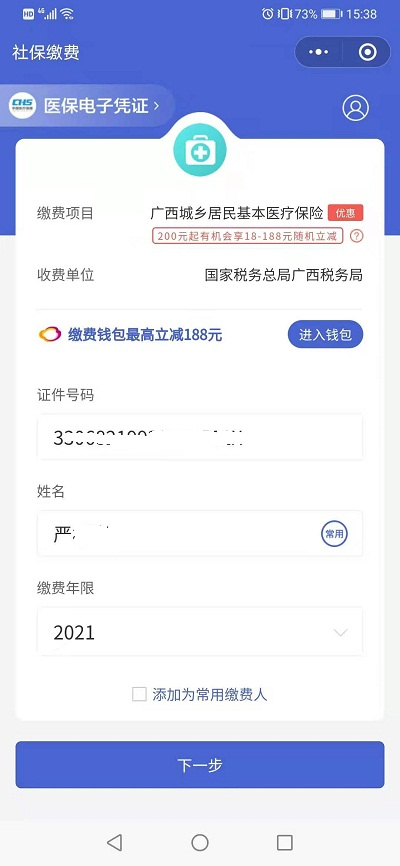 HD 4G 73% 15:38
社保缴费
CHS 医保电子凭证 >
缴费项目 广西城乡居民基本医疗保险 优惠
200元起有机会享18-188元随机立减 ?
收费单位 国家税务总局广西税务局
缴费钱包最高立减188元 进入钱包
证件号码
姓名
严 常用
缴费年限
2021
添加为常用缴费人
下一步